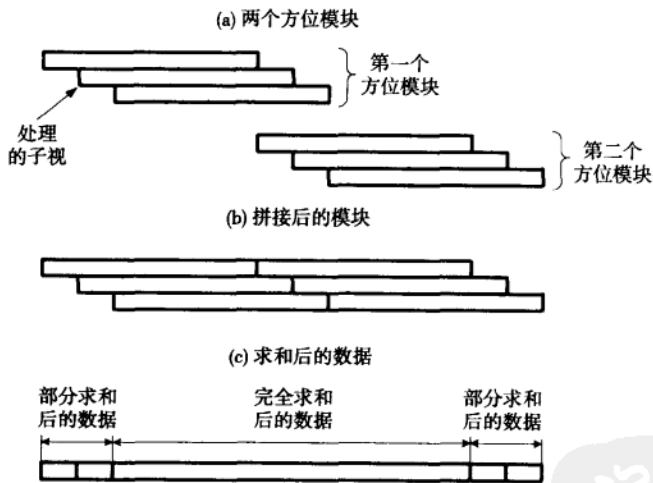 (a) 两个方位模块
第一个
方位模块
处理
的子视
第二个
方位模块
(b) 拼接后的模块
(c) 求和后的数据
部分求和
后的数据
完全求和
后的数据
部分求和
后的数据